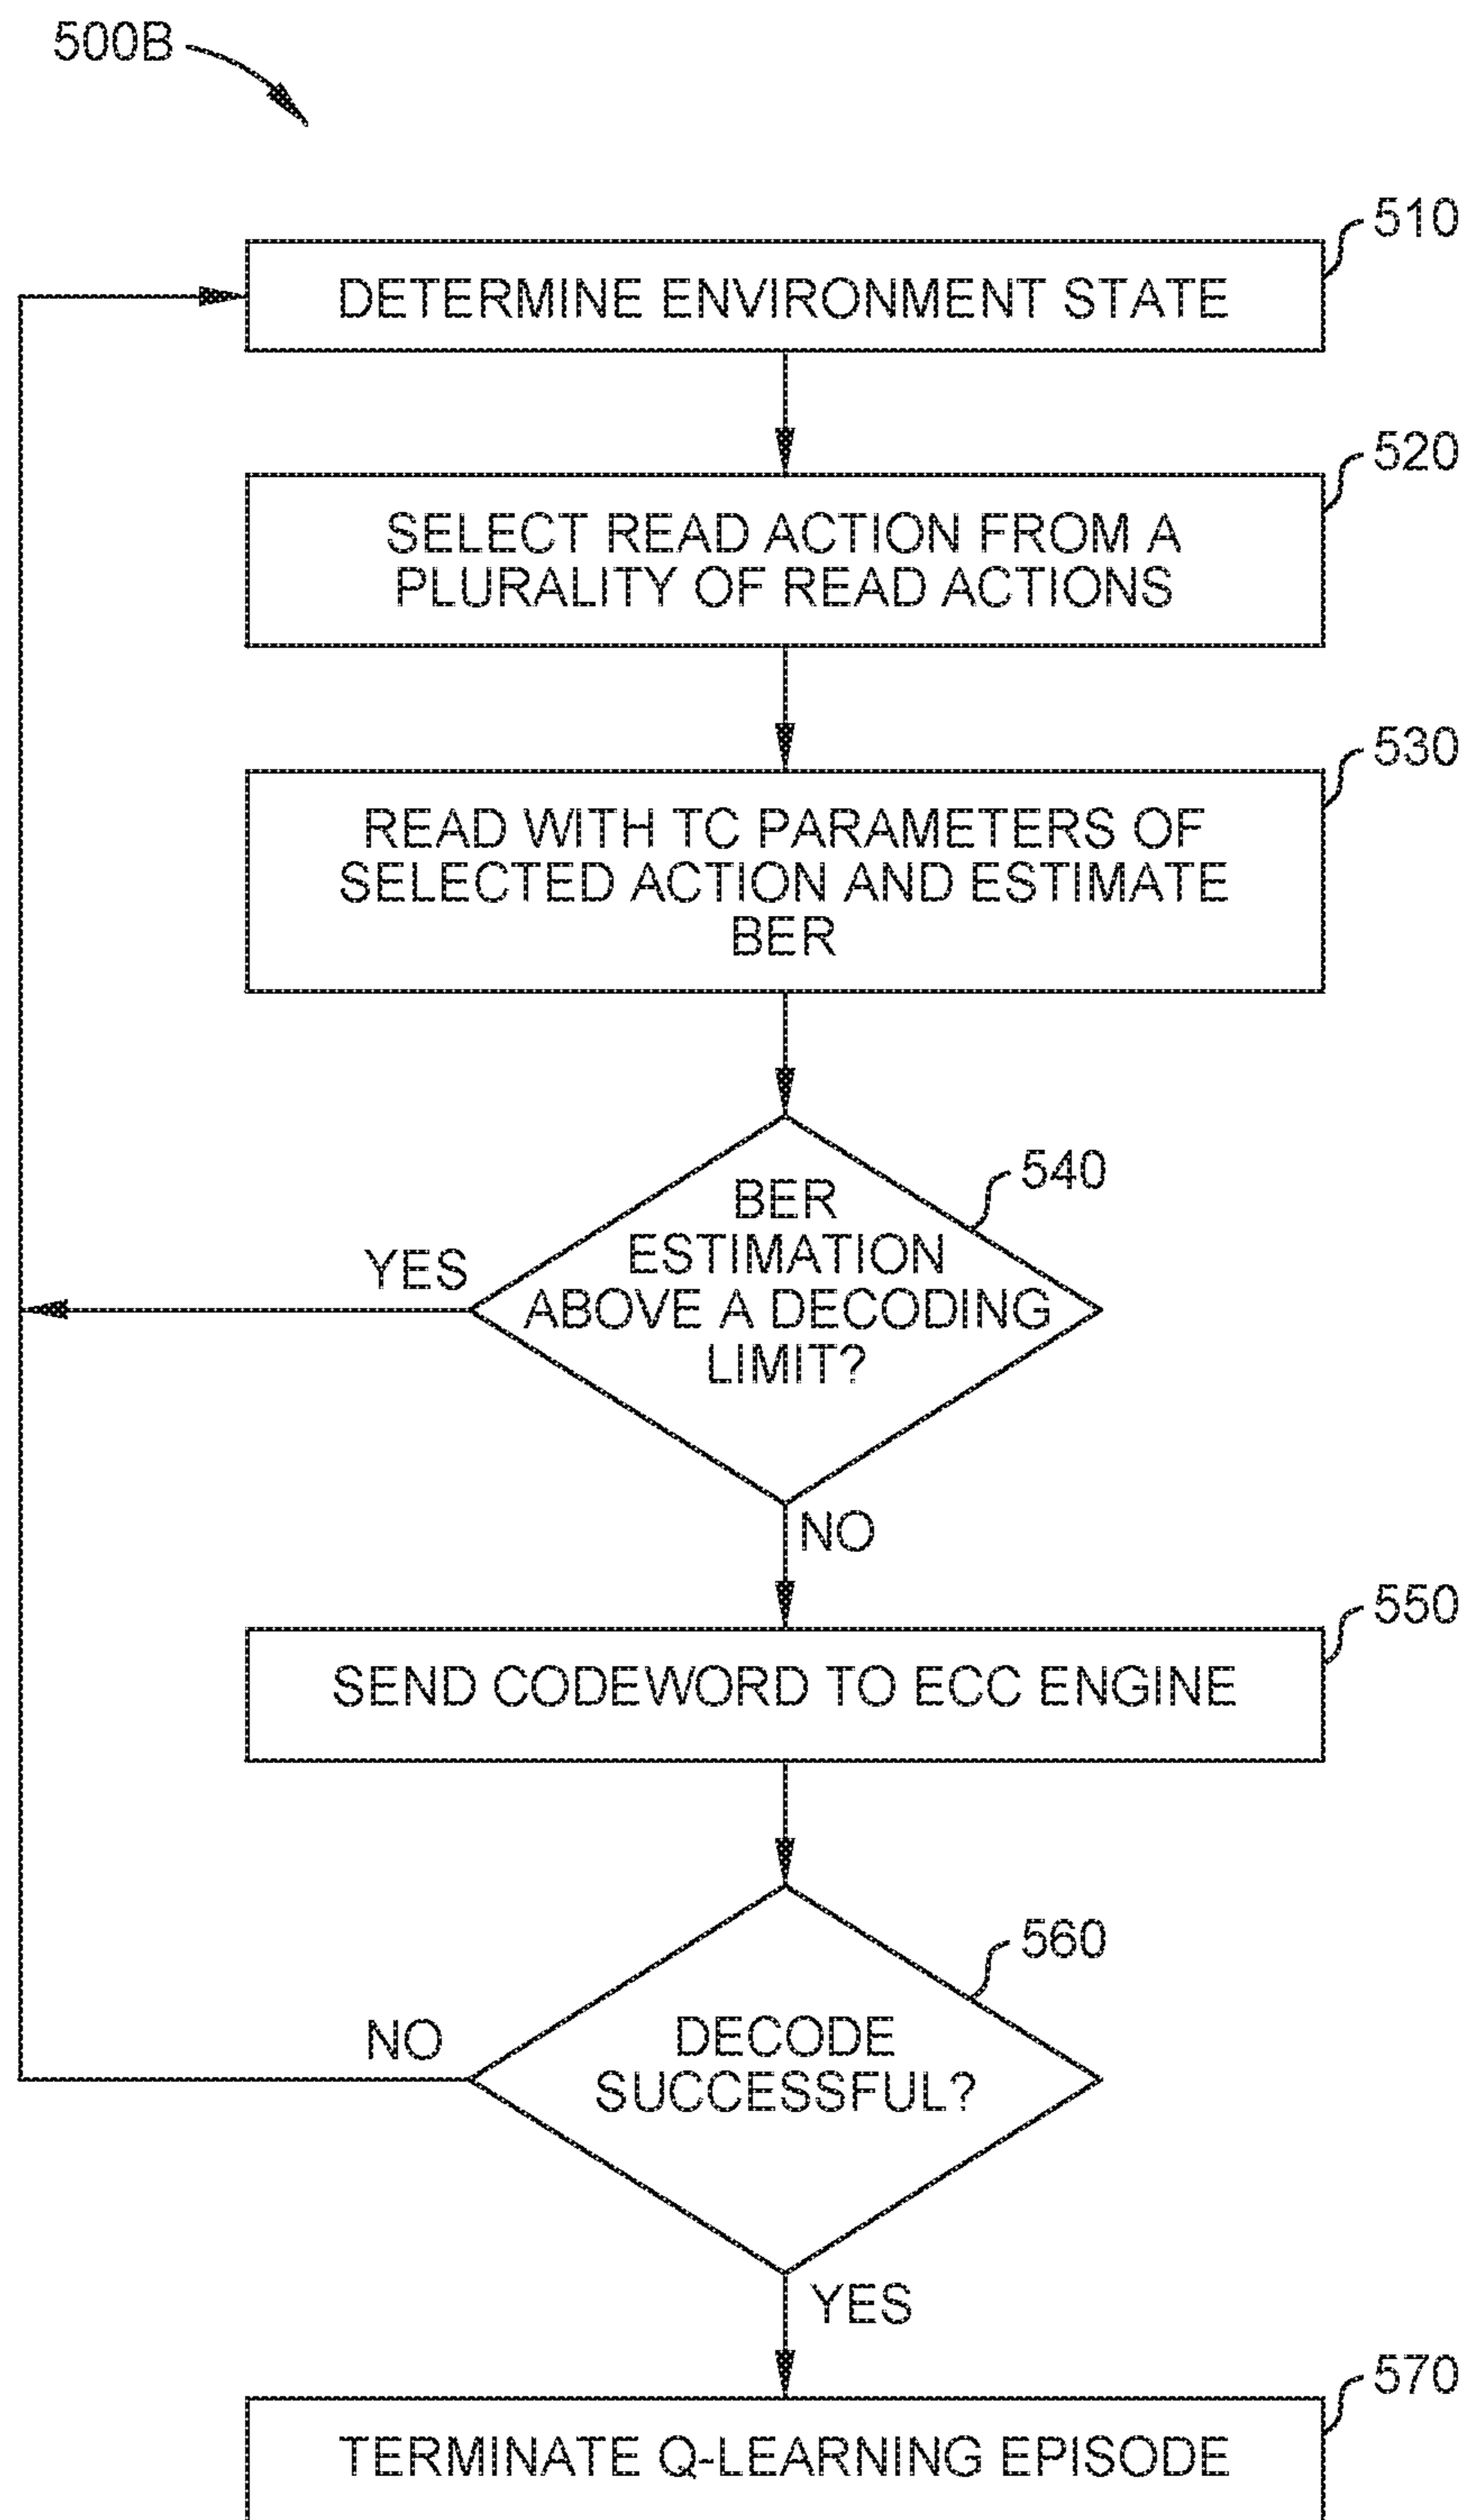 500B
510
DETERMINE ENVIRONMENT STATE
520
SELECT READ ACTION FROM A
PLURALITY OF READ ACTIONS
530
READ WITH TC PARAMETERS OF
SELECTED ACTION AND ESTIMATE
BER
540
BER
ESTIMATION
ABOVE A DECODING
LIMIT?
YES
NO
550
SEND CODEWORD TO ECC ENGINE
560
DECODE
SUCCESSFUL?
NO
YES
570
TERMINATE Q-LEARNING EPISODE